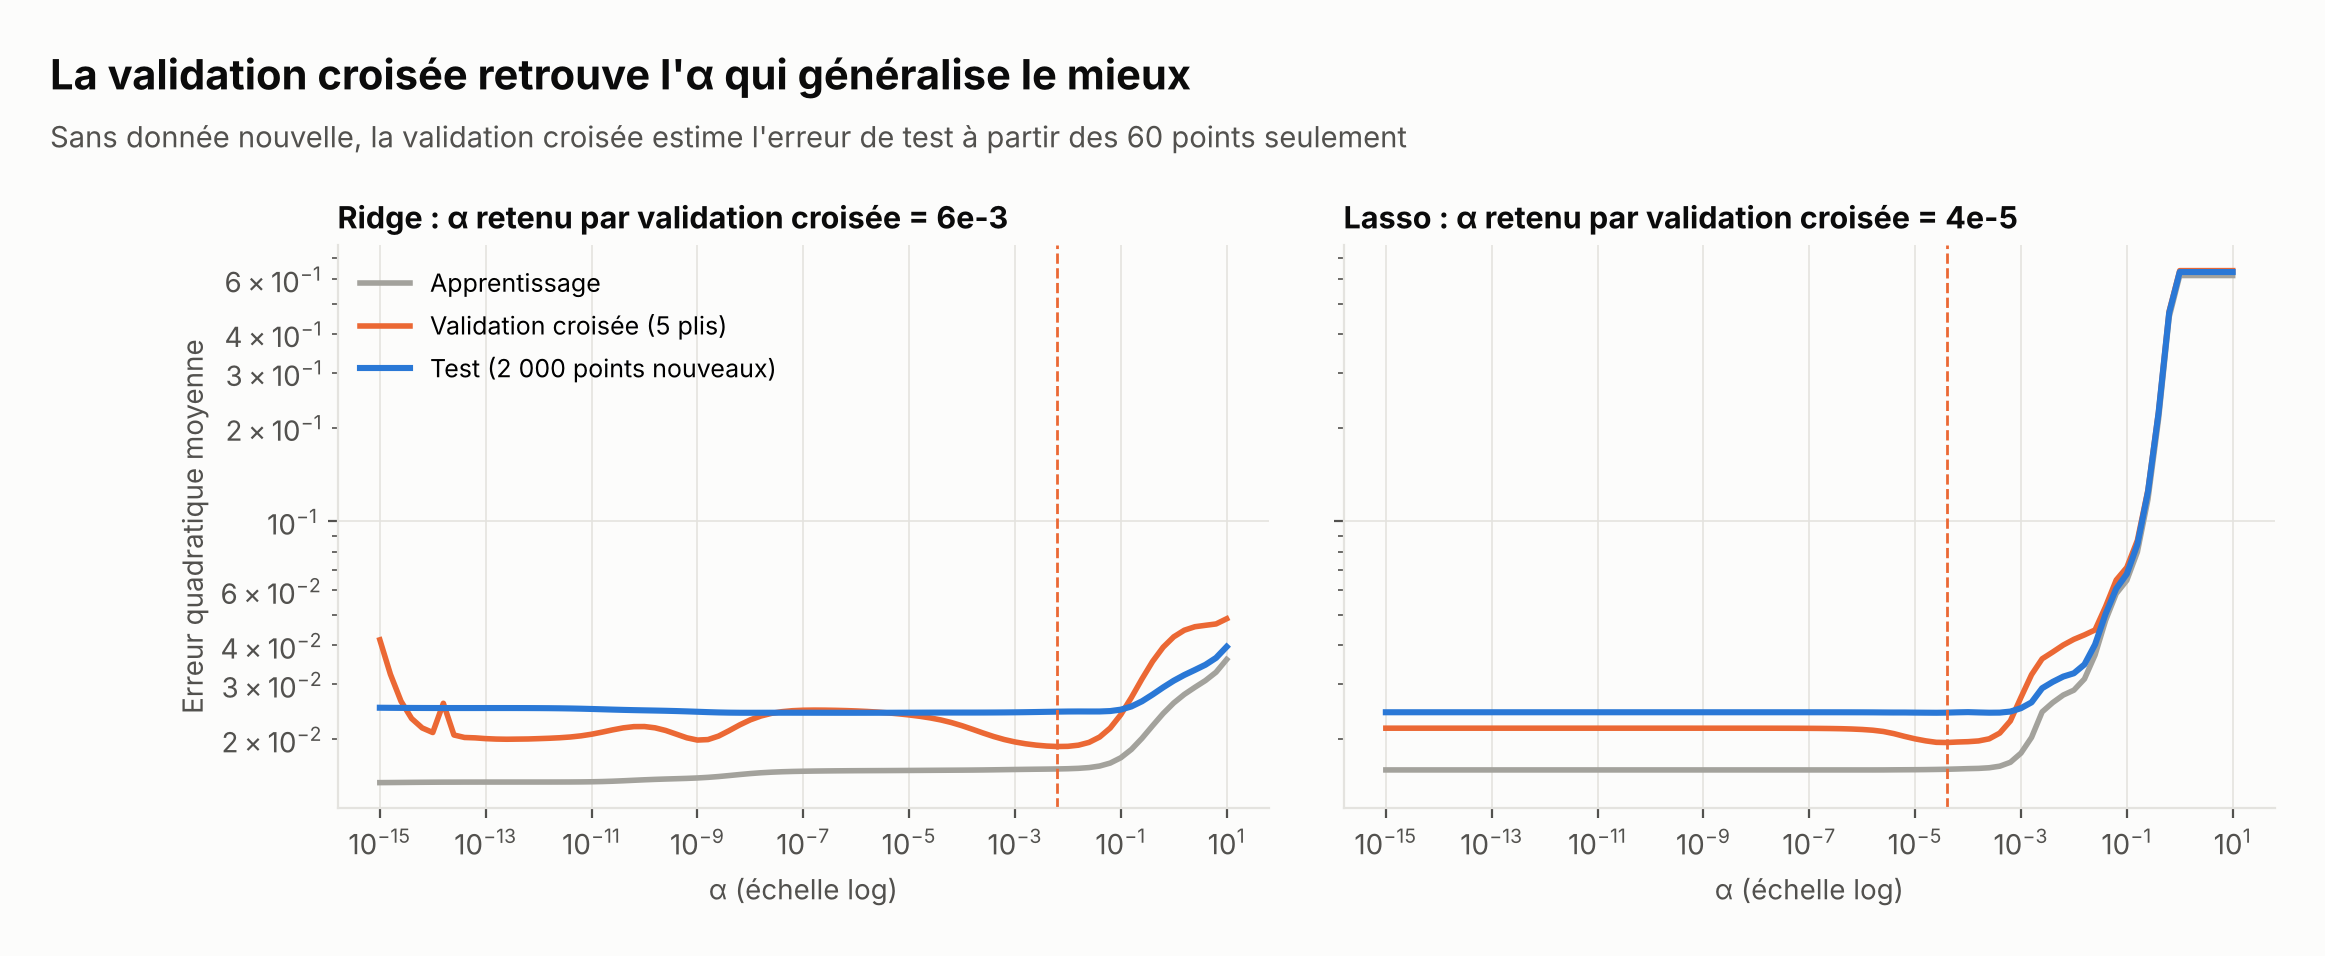 La validation croisée retrouve l'α qui généralise le mieux
Sans donnée nouvelle, la validation croisée estime l'erreur de test à partir des 60 points seulement
Ridge : α retenu par validation croisée = 6e-3
Apprentissage
Validation croisée (5 plis)
Test (2 000 points nouveaux)
Erreur quadratique moyenne
6 × 10⁻¹
4 × 10⁻¹
3 × 10⁻¹
2 × 10⁻¹
10⁻¹
6 × 10⁻²
4 × 10⁻²
3 × 10⁻²
2 × 10⁻²
10⁻¹⁵ 10⁻¹³ 10⁻¹¹ 10⁻⁹ 10⁻⁷ 10⁻⁵ 10⁻³ 10⁻¹ 10¹
α (échelle log)
Lasso : α retenu par validation croisée = 4e-5
10⁻¹⁵ 10⁻¹³ 10⁻¹¹ 10⁻⁹ 10⁻⁷ 10⁻⁵ 10⁻³ 10⁻¹ 10¹
α (échelle log)